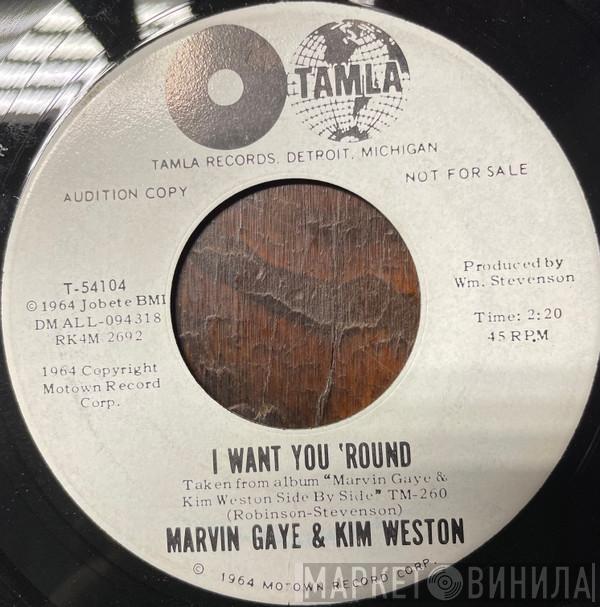 TAMLA
TAMLA RECORDS, DETROIT, MICHIGAN
AUDITION COPY
NOT FOR SALE
T-54104
© 1964 Jobete BMI
DM ALL-094318
RK4M 2692
1964 Copyright
Motown Record
Corp.
Produced by
Wm. Stevenson
Time: 2:20
45 RPM
I WANT YOU 'ROUND
Taken from album "Marvin Gaye &
Kim Weston Side By Side" TM-260
(Robinson-Stevenson)
MARVIN GAYE & KIM WESTON
© 1964 MOTOWN RECORD CORP.
МАРКЕТ ВИНИЛА